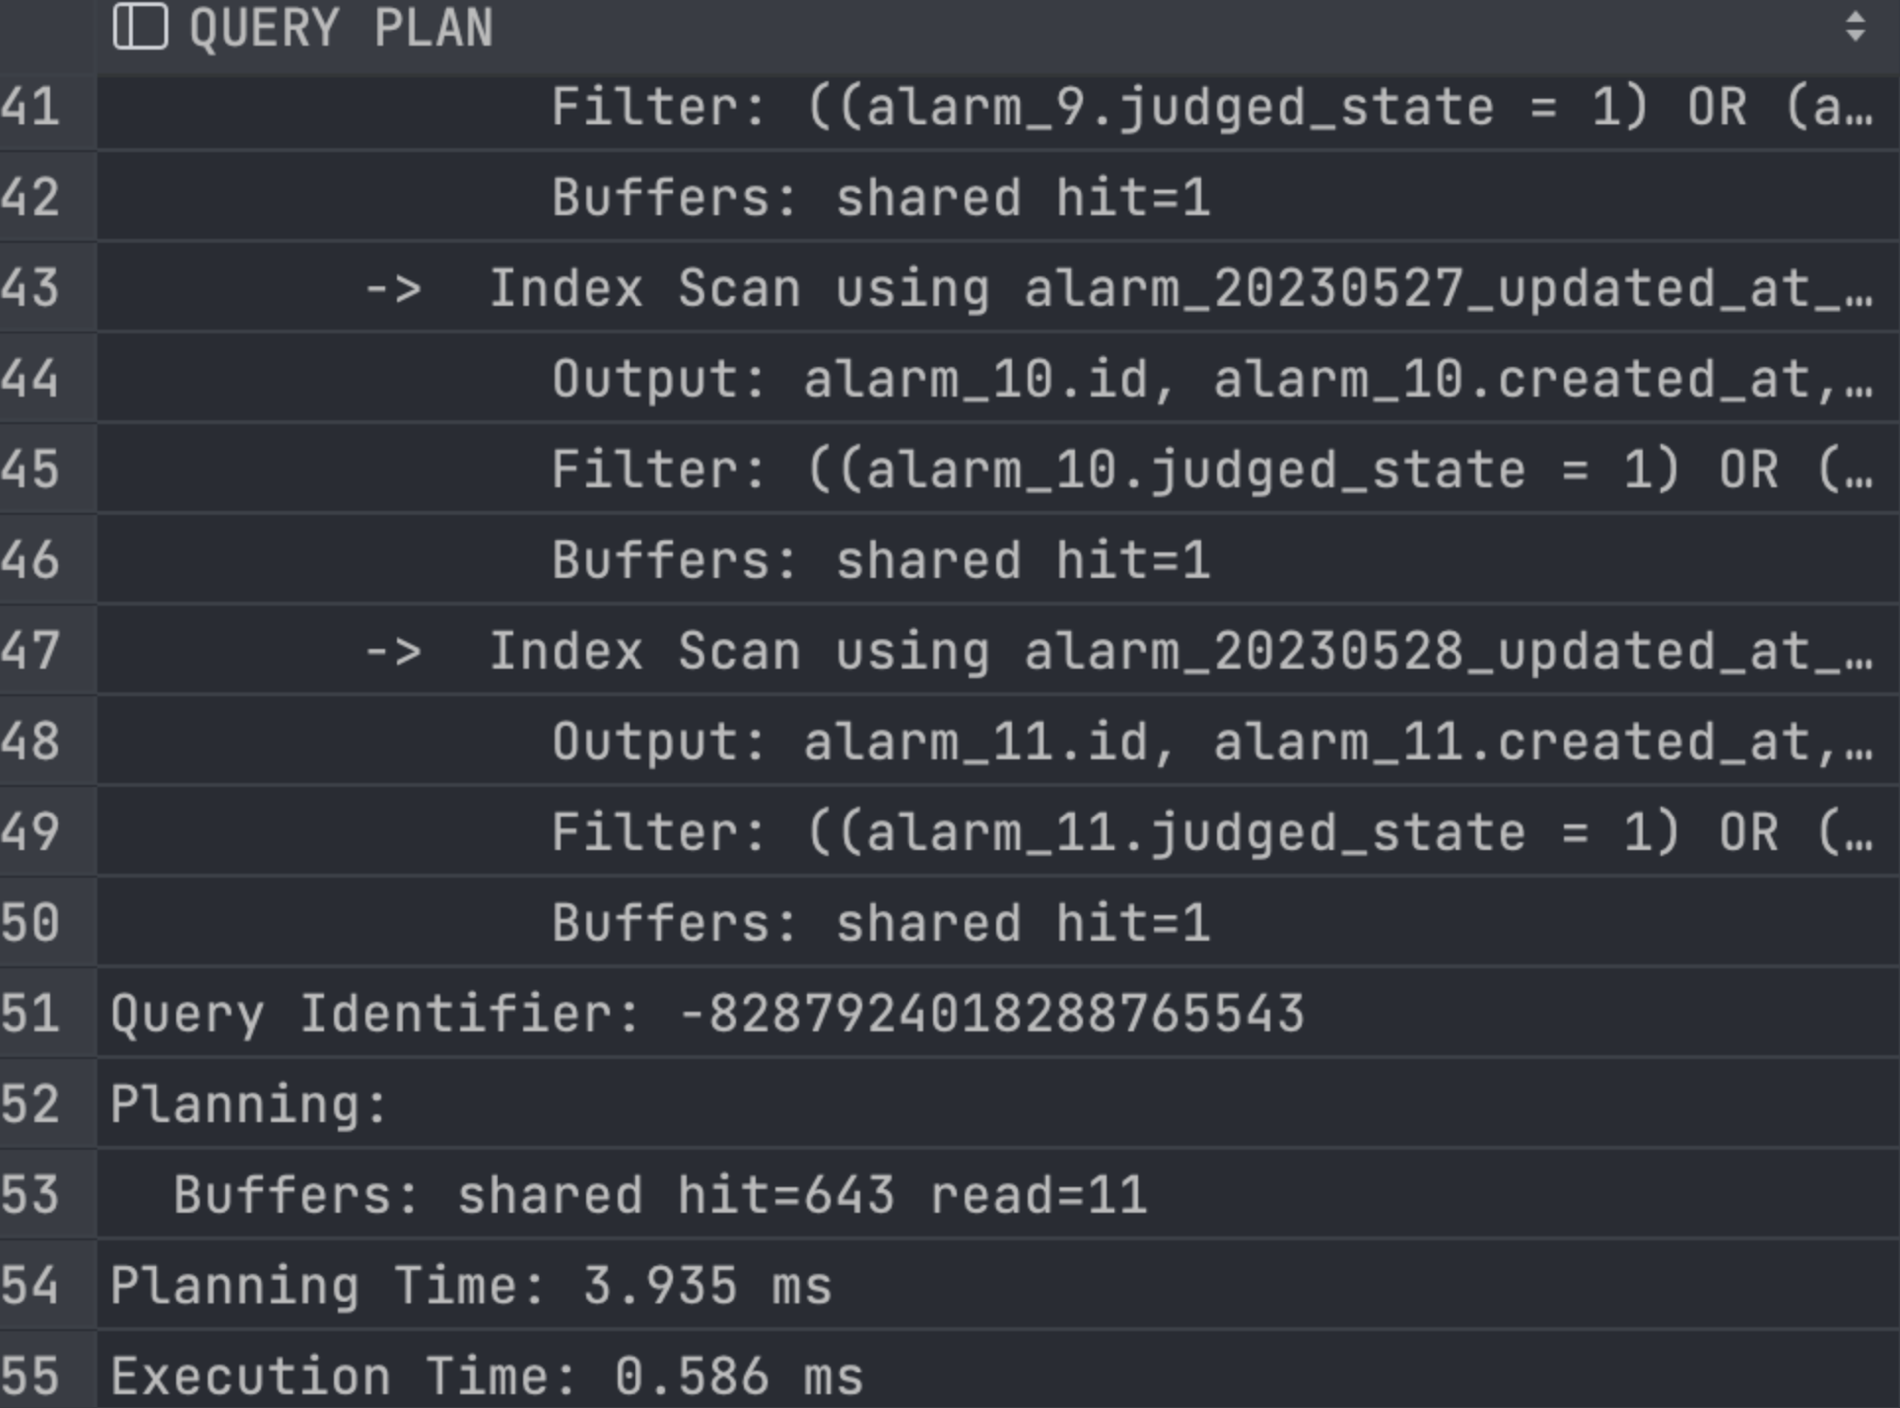 QUERY PLAN
41 Filter: ((alarm_9.judged_state = 1) OR (a…
42 Buffers: shared hit=1
43 -> Index Scan using alarm_20230527_updated_at_…
44 Output: alarm_10.id, alarm_10.created_at,…
45 Filter: ((alarm_10.judged_state = 1) OR (…
46 Buffers: shared hit=1
47 -> Index Scan using alarm_20230528_updated_at_…
48 Output: alarm_11.id, alarm_11.created_at,…
49 Filter: ((alarm_11.judged_state = 1) OR (…
50 Buffers: shared hit=1
51 Query Identifier: -8287924018288765543
52 Planning:
53 Buffers: shared hit=643 read=11
54 Planning Time: 3.935 ms
55 Execution Time: 0.586 ms